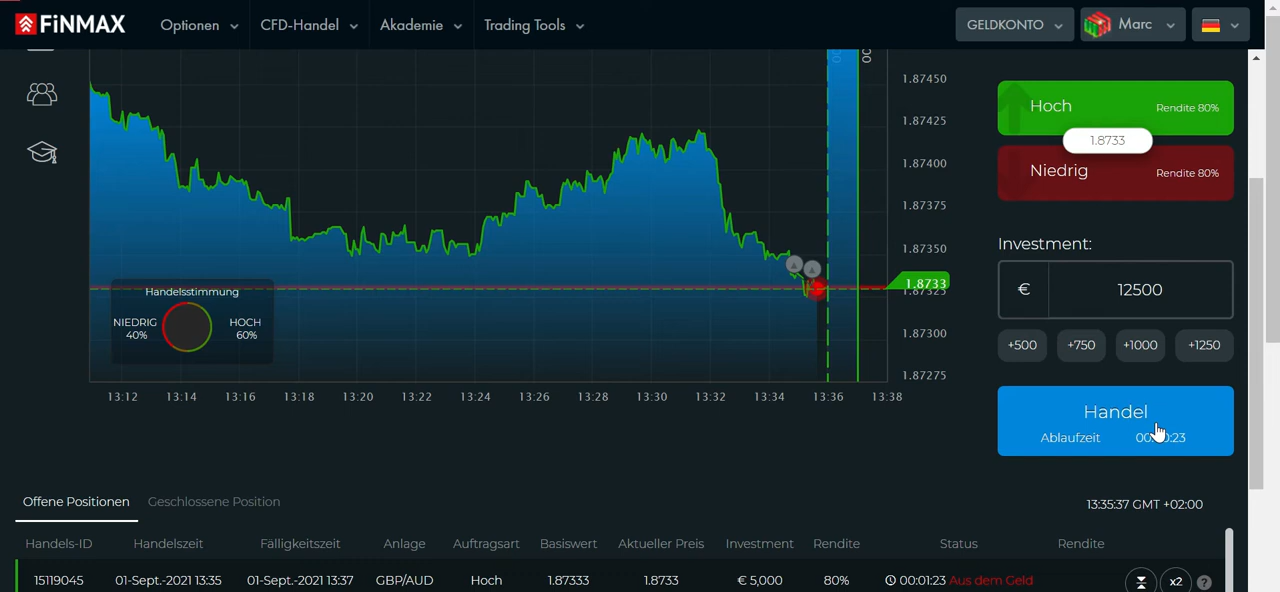 FiNMAX Optionen CFD-Handel Akademie Trading Tools GELDKONTO Marc
00
1.87450
1.87425
1.87400
1.87375
1.87350
1.8733
1.87300
1.87275
Handelsstimmung
NIEDRIG 40% HOCH 60%
13:12 13:14 13:16 13:18 13:20 13:22 13:24 13:26 13:28 13:30 13:32 13:34 13:36 13:38
Hoch Rendite 80%
1.8733
Niedrig Rendite 80%
Investment:
€ 12500
+500 +750 +1000 +1250
Handel
Ablaufzeit
Offene Positionen Geschlossene Position
13:35:37 GMT +02:00
Handels-ID Handelszeit Fälligkeitszeit Anlage Auftragsart Basiswert Aktueller Preis Investment Rendite Status Rendite
15119045 01-Sept.-2021 13:35 01-Sept.-2021 13:37 GBP/AUD Hoch 1.87333 1.8733 € 5,000 80% 00:01:23 Aus dem Geld x2 ?